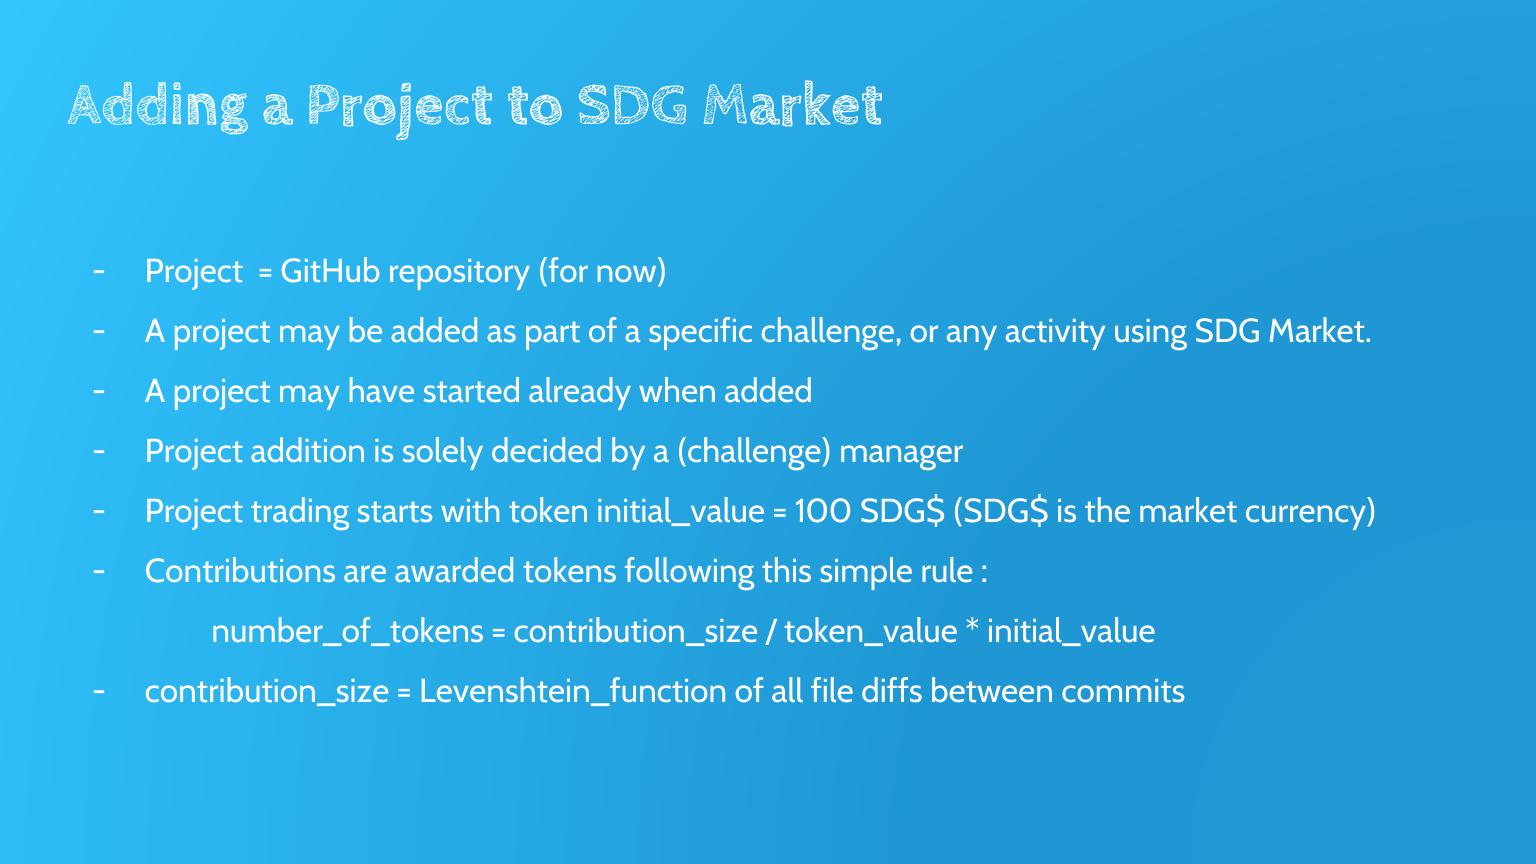 Adding a Project to SDG Market
- Project  = GitHub repository (for now)
- A project may be added as part of a specific challenge, or any activity using SDG Market.
- A project may have started already when added
- Project addition is solely decided by a (challenge) manager
- Project trading starts with token initial_value = 100 SDG$ (SDG$ is the market currency)
- Contributions are awarded tokens following this simple rule :
number_of_tokens = contribution_size / token_value * initial_value
- contribution_size = Levenshtein_function of all file diffs between commits